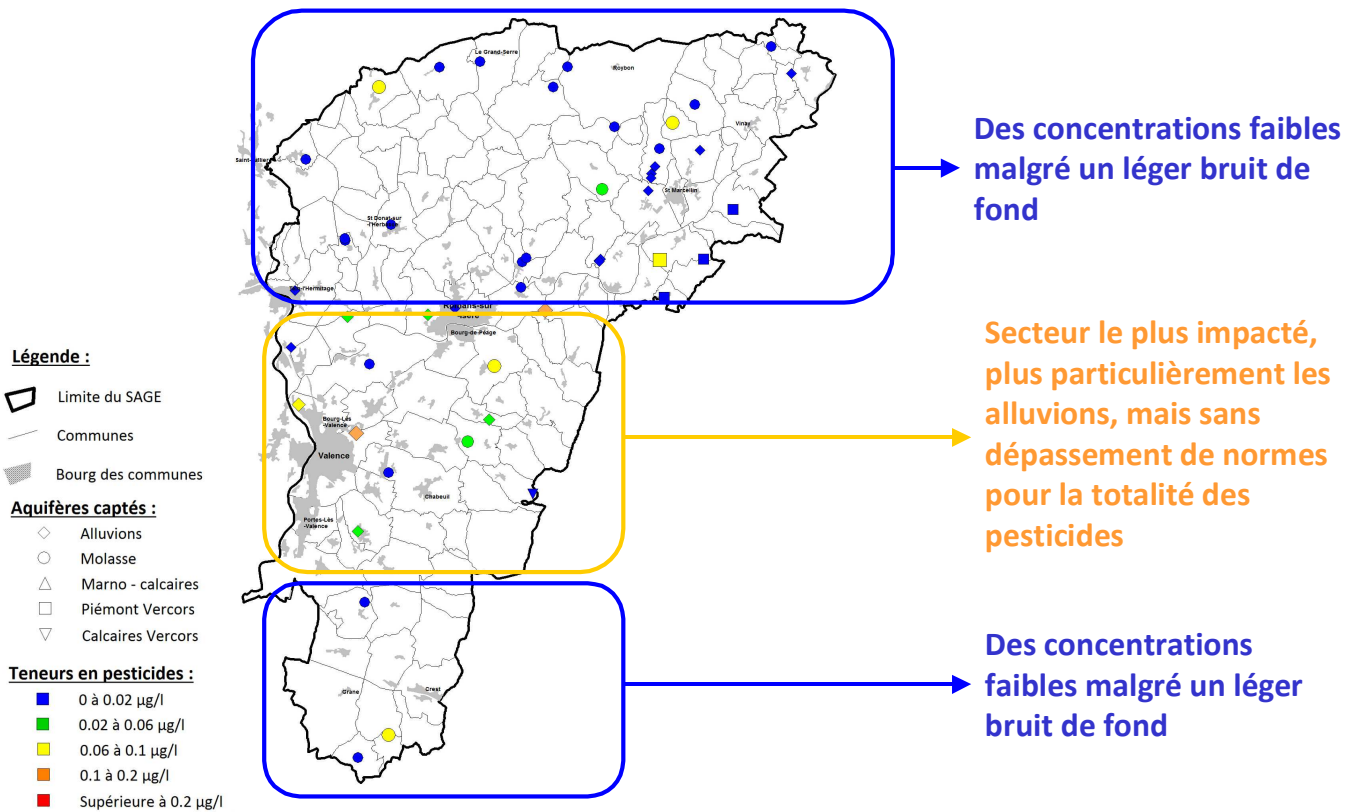 Le Grand-Serre
Roybon
Vinay
St Marcellin
St Donat-sur
-l'Herbasse
Bourg-de-Péage
Bourg-Lès
-Valence
Valence
Chabeuil
Portes-Lès
-Valence
Grane
Crest
Des concentrations faibles
malgré un léger bruit de
fond
Secteur le plus impacté,
plus particulièrement les
alluvions, mais sans
dépassement de normes
pour la totalité des
pesticides
Des concentrations
faibles malgré un léger
bruit de fond
Légende :
Limite du SAGE
Communes
Bourg des communes
Aquifères captés :
Alluvions
Molasse
Marno - calcaires
Piémont Vercors
Calcaires Vercors
Teneurs en pesticides :
0 à 0.02 µg/l
0.02 à 0.06 µg/l
0.06 à 0.1 µg/l
0.1 à 0.2 µg/l
Supérieure à 0.2 µg/l